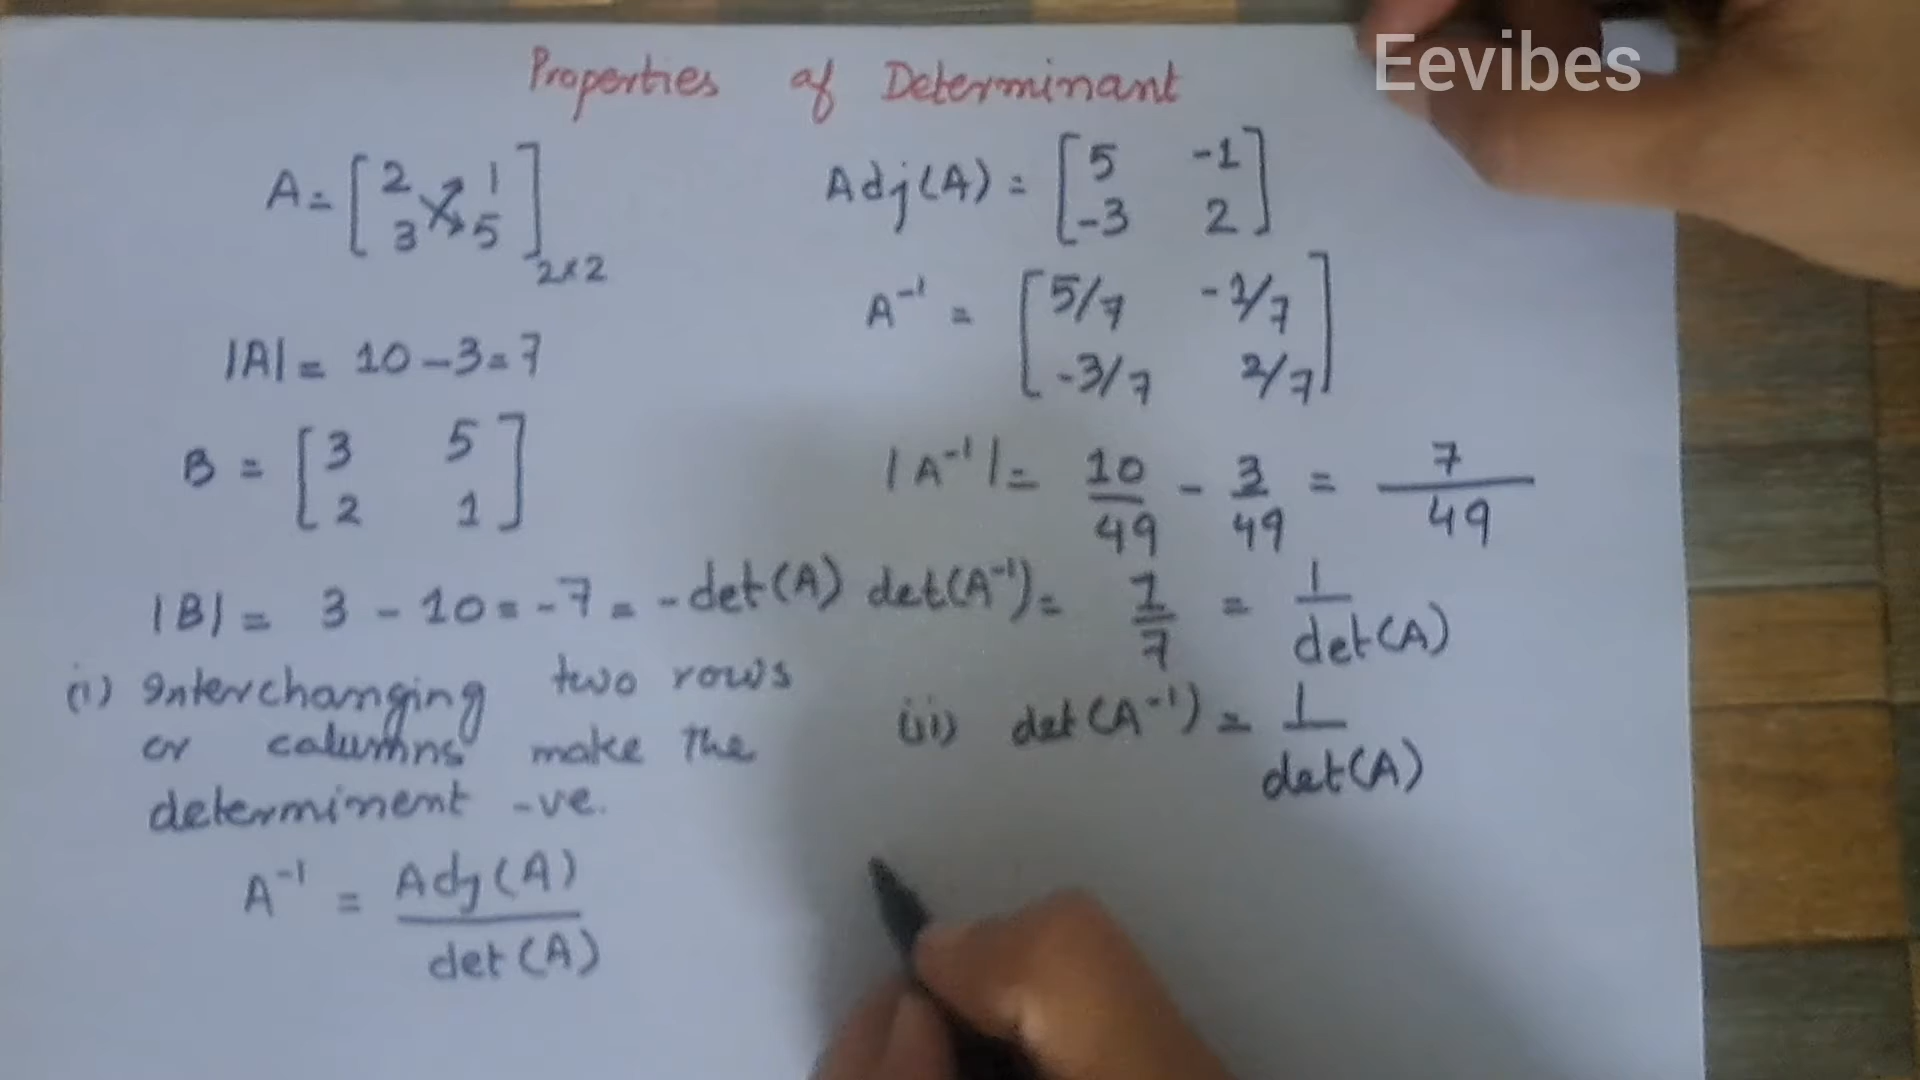 Eevibes
Properties of Determinant
A = [2 1
3 5] 2x2
|A| = 10 - 3 = 7
B = [3 5
2 1]
|B| = 3 - 10 = -7 = -det(A)
(i) Interchanging two rows
or columns make the
determinent -ve.
A⁻¹ = Adj(A)
det(A)
Adj(A) = [5 -1
-3 2]
A⁻¹ = [5/7 -1/7
-3/7 2/7]
|A⁻¹| = 10/49 - 3/49 = 7/49
det(A⁻¹) = 1/7 = 1/det(A)
(ii) det(A⁻¹) = 1/det(A)